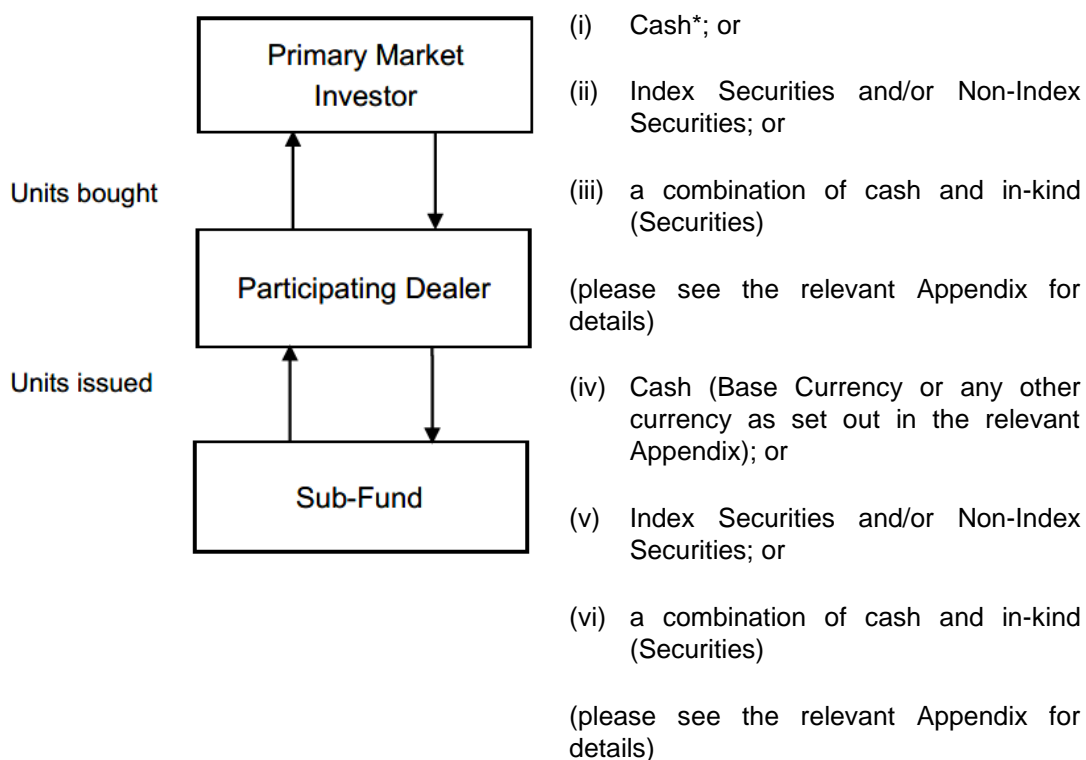 Primary Market
Investor
Units bought
Participating Dealer
Units issued
Sub-Fund
(i) Cash*; or
(ii) Index Securities and/or Non-Index
Securities; or
(iii) a combination of cash and in-kind
(Securities)
(please see the relevant Appendix for
details)
(iv) Cash (Base Currency or any other
currency as set out in the relevant
Appendix); or
(v) Index Securities and/or Non-Index
Securities; or
(vi) a combination of cash and in-kind
(Securities)
(please see the relevant Appendix for
details)